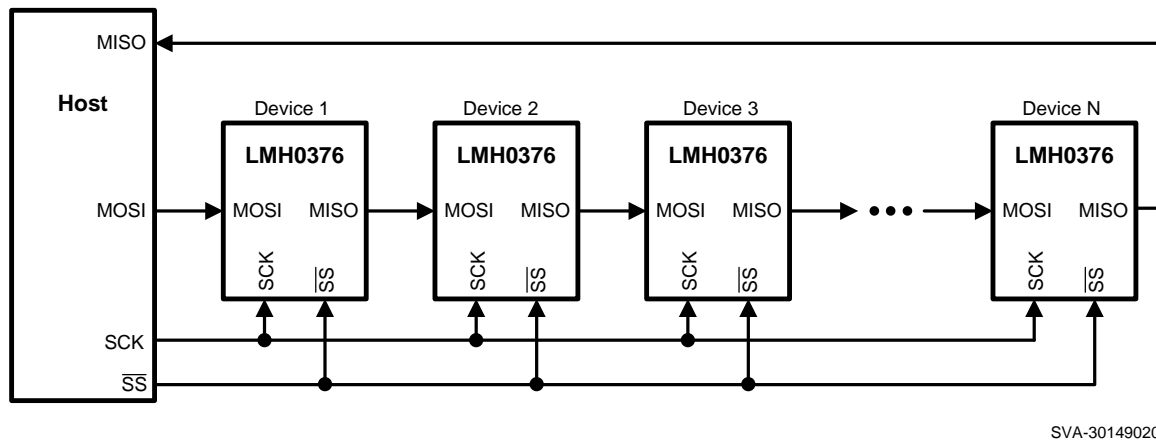 MISO
Host
Device 1
Device 2
Device 3
Device N
LMH0376
LMH0376
LMH0376
LMH0376
MOSI
MOSI MISO
MOSI MISO
MOSI MISO
MOSI MISO
SCK
SS
SCK
SS
SCK
SS
SCK
SS
SCK
SS
SVA-30149020